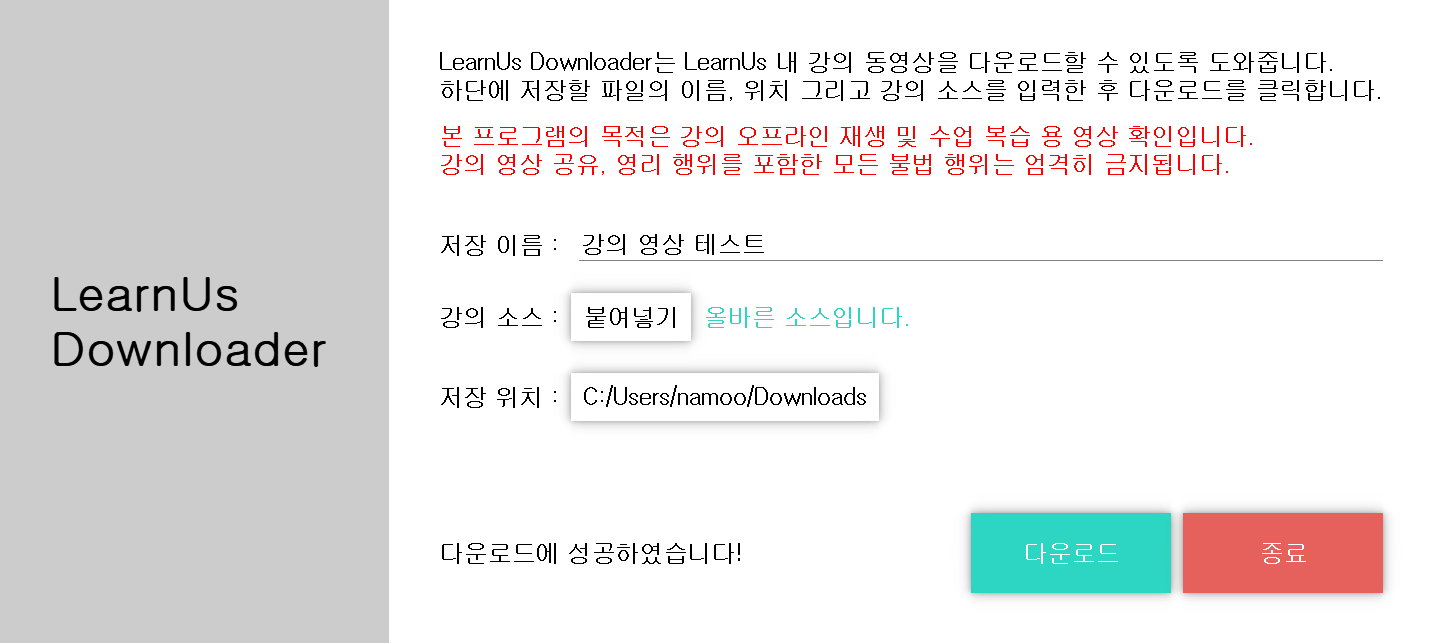 LearnUs
Downloader
LearnUs Downloader는 LearnUs 내 강의 동영상을 다운로드할 수 있도록 도와줍니다.
하단에 저장할 파일의 이름, 위치 그리고 강의 소스를 입력한 후 다운로드를 클릭합니다.
본 프로그램의 목적은 강의 오프라인 재생 및 수업 복습 용 영상 확인입니다.
강의 영상 공유, 영리 행위를 포함한 모든 불법 행위는 엄격히 금지됩니다.
저장 이름 : 강의 영상 테스트
강의 소스 : 붙여넣기 올바른 소스입니다.
저장 위치 : C:/Users/namoo/Downloads
다운로드에 성공하였습니다! 다운로드 종료